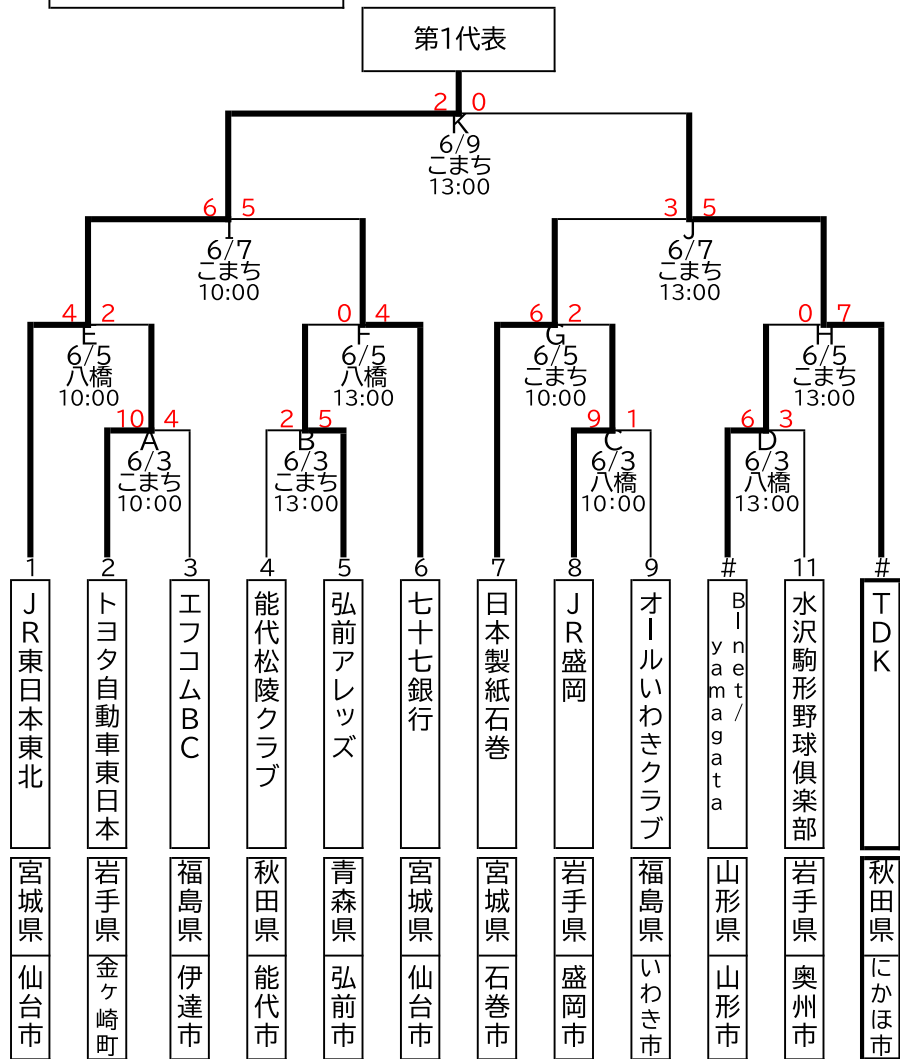 第1代表
2 0
K
6/9
こまち
13:00
6 5
I
6/7
こまち
10:00
3 5
J
6/7
こまち
13:00
4 2
E
6/5
八橋
10:00
0 4
F
6/5
八橋
13:00
6 2
G
6/5
こまち
10:00
0 7
H
6/5
こまち
13:00
10 4
A
6/3
こまち
10:00
2 5
B
6/3
こまち
13:00
9 1
C
6/3
八橋
10:00
6 3
D
6/3
八橋
13:00
1
JR東日本東北
宮城県
仙台市
2
トヨタ自動車東日本
岩手県
金ヶ崎町
3
エフコムBC
福島県
伊達市
4
能代松陵クラブ
秋田県
能代市
5
弘前アレッズ
青森県
弘前市
6
七十七銀行
宮城県
仙台市
7
日本製紙石巻
宮城県
石巻市
8
JR盛岡
岩手県
盛岡市
9
オールいわきクラブ
福島県
いわき市
#
B-net/
yamagata
山形県
山形市
11
水沢駒形野球倶楽部
岩手県
奥州市
#
TDK
秋田県
にかほ市